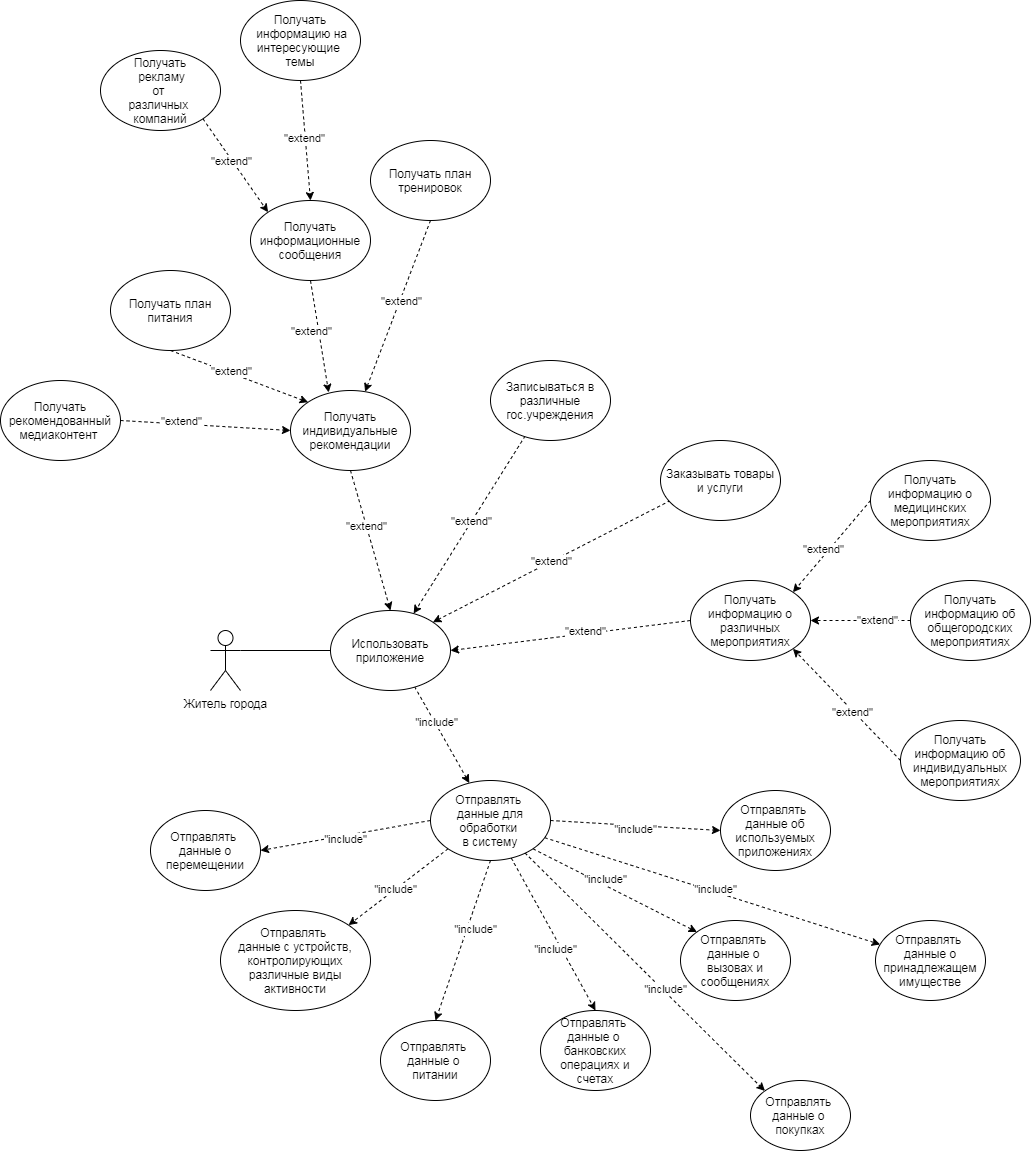 Получать
информацию на
интересующие
темы
Получать
рекламу
от
различных
компаний
"extend"
"extend"
Получать план
тренировок
Получать
информационные
сообщения
"extend"
Получать план
питания
"extend"
"extend"
Записываться в
различные
гос.учреждения
Получать
рекомендованный
медиаконтент
"extend"
Получать
индивидуальные
рекомендации
Заказывать товары
и услуги
Получать
информацию о
медицинских
мероприятиях
"extend"
"extend"
"extend"
"extend"
Получать
информацию о
различных
мероприятиях
"extend"
Получать
информацию об
общегородских
мероприятиях
"extend"
Использовать
приложение
Житель города
"extend"
"include"
Получать
информацию об
индивидуальных
мероприятиях
Отправлять
данные для
обработки
в систему
Отправлять
данные об
используемых
приложениях
"include"
"include"
Отправлять
данные о
перемещении
"include"
"include"
"include"
Отправлять
данные с устройств,
контролирующих
различные виды
активности
"include"
"include"
Отправлять
данные о
вызовах и
сообщениях
Отправлять
данные о
принадлежащем
имуществе
"include"
Отправлять
данные о
питании
Отправлять
данные о
банковских
операциях и
счетах
Отправлять
данные о
покупках